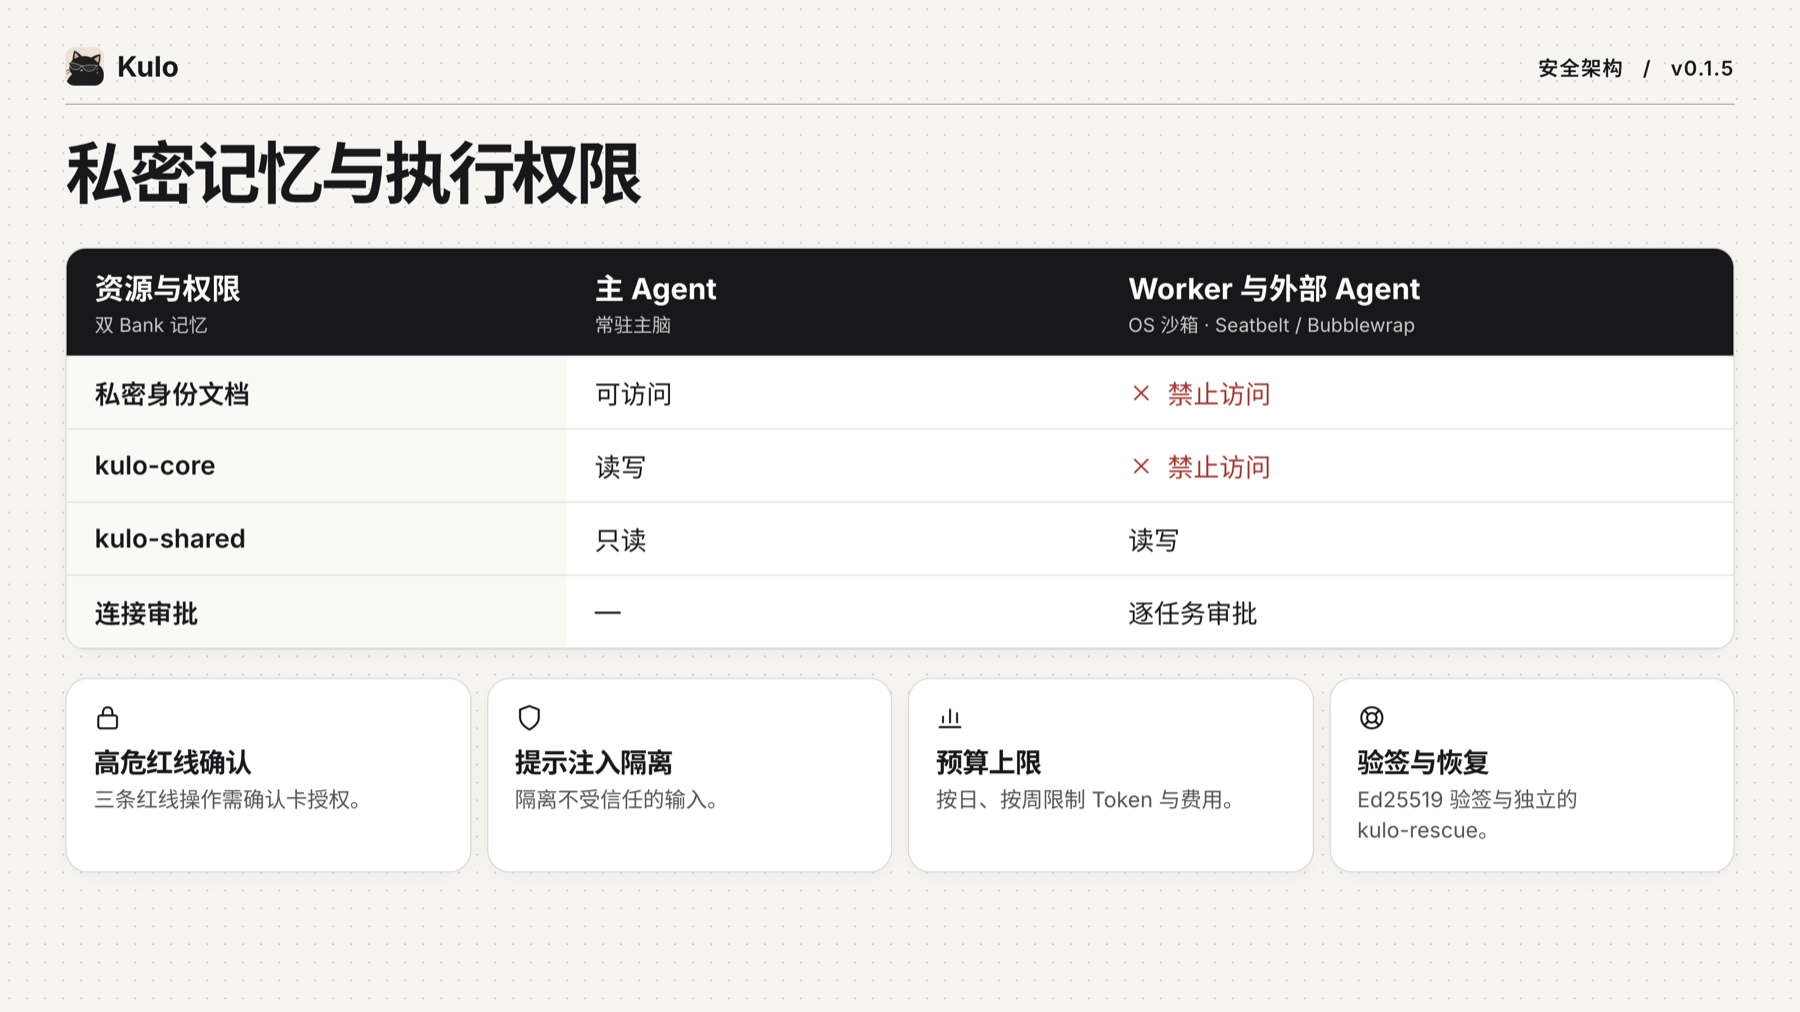 Kulo
安全架构 / v0.1.5
私密记忆与执行权限
资源与权限
双 Bank 记忆
主 Agent
常驻主脑
Worker 与外部 Agent
OS 沙箱 · Seatbelt / Bubblewrap
私密身份文档
可访问
× 禁止访问
kulo-core
读写
× 禁止访问
kulo-shared
只读
读写
连接审批
—
逐任务审批
高危红线确认
三条红线操作需确认卡授权。
提示注入隔离
隔离不受信任的输入。
预算上限
按日、按周限制 Token 与费用。
验签与恢复
Ed25519 验签与独立的
kulo-rescue。